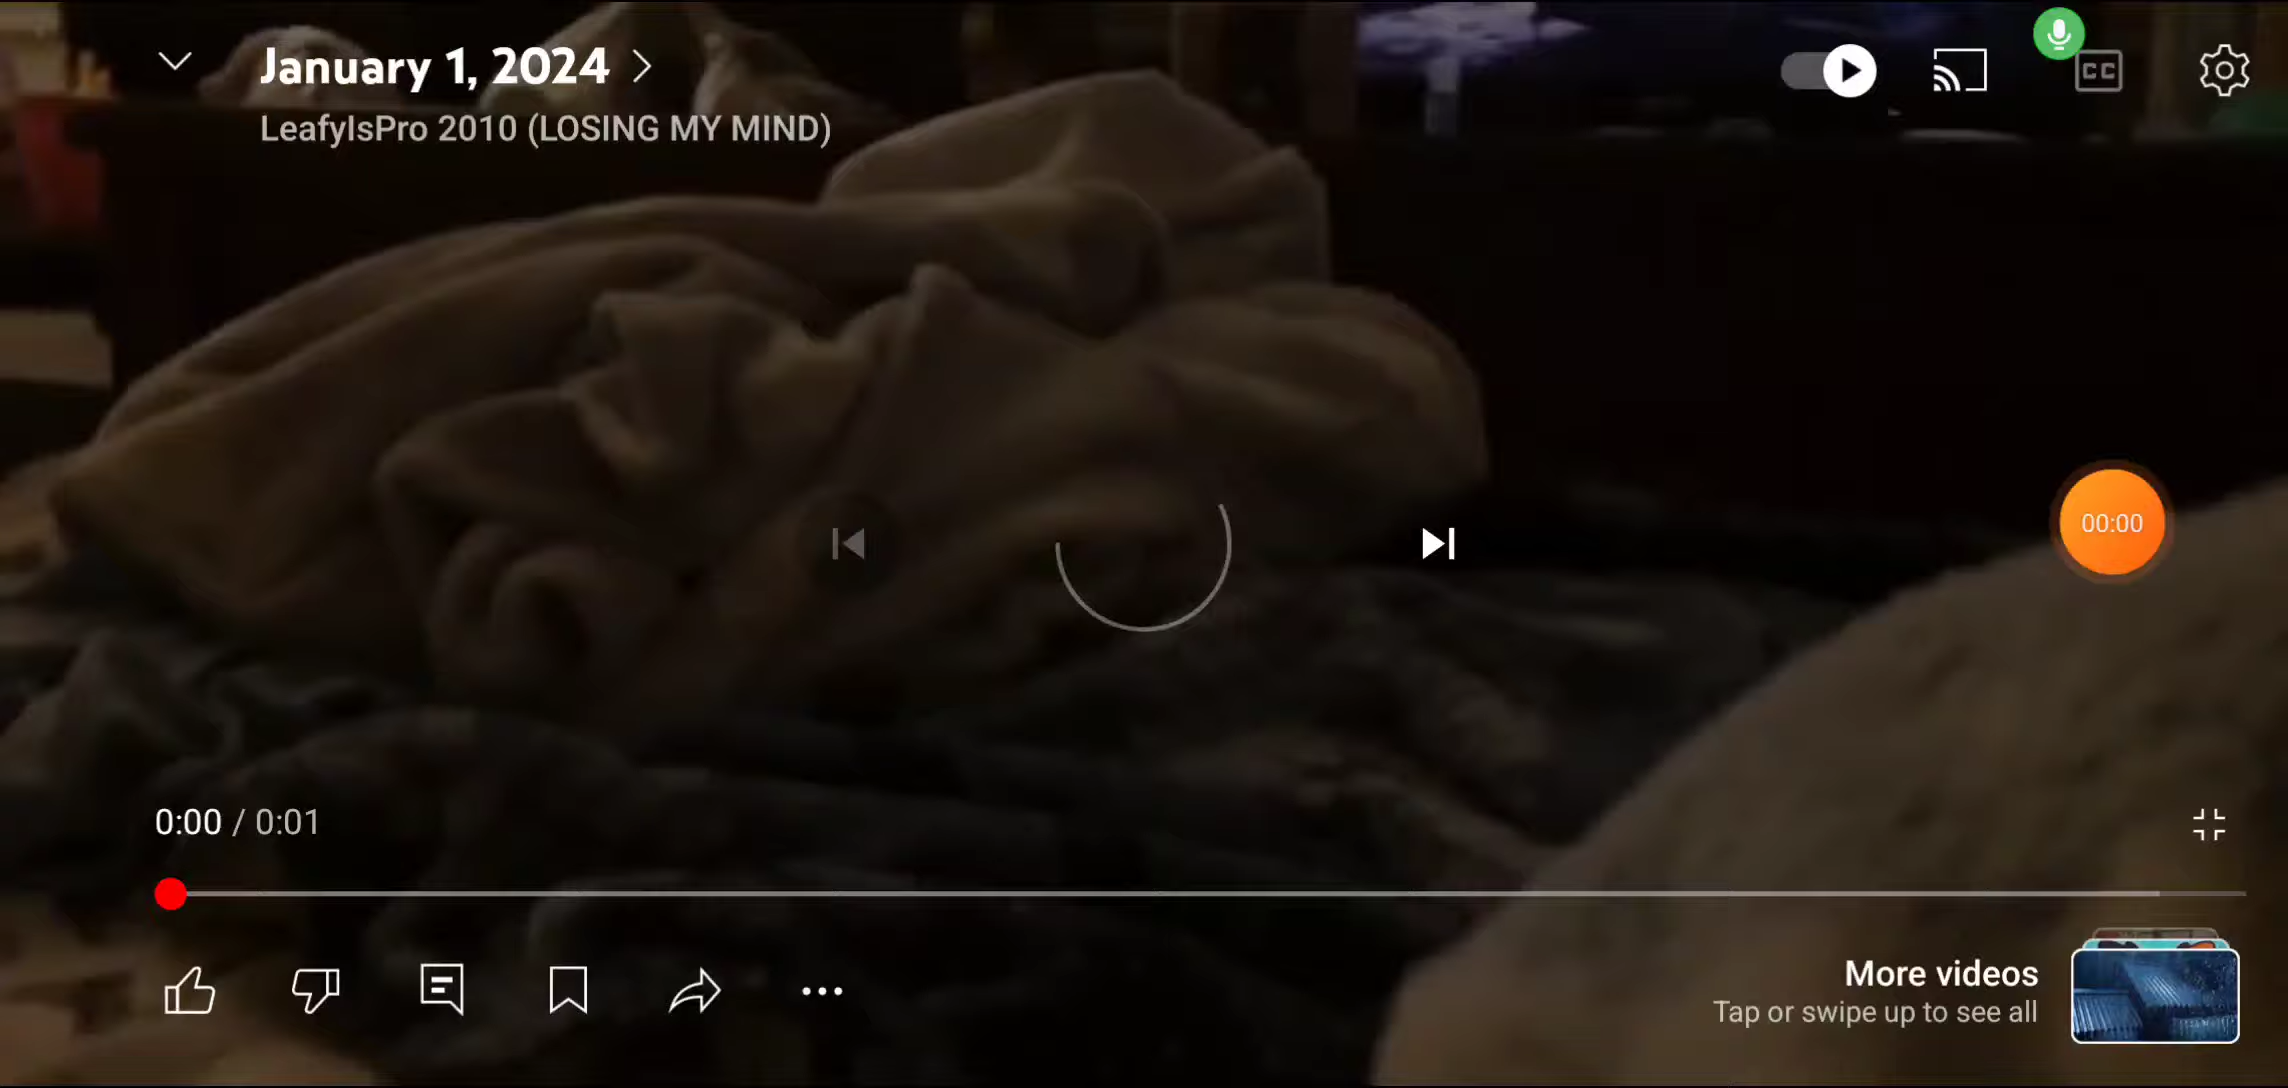 January 1, 2024
LeafyIsPro 2010 (LOSING MY MIND)
CC
00:00
0:00 / 0:01
More videos
Tap or swipe up to see all